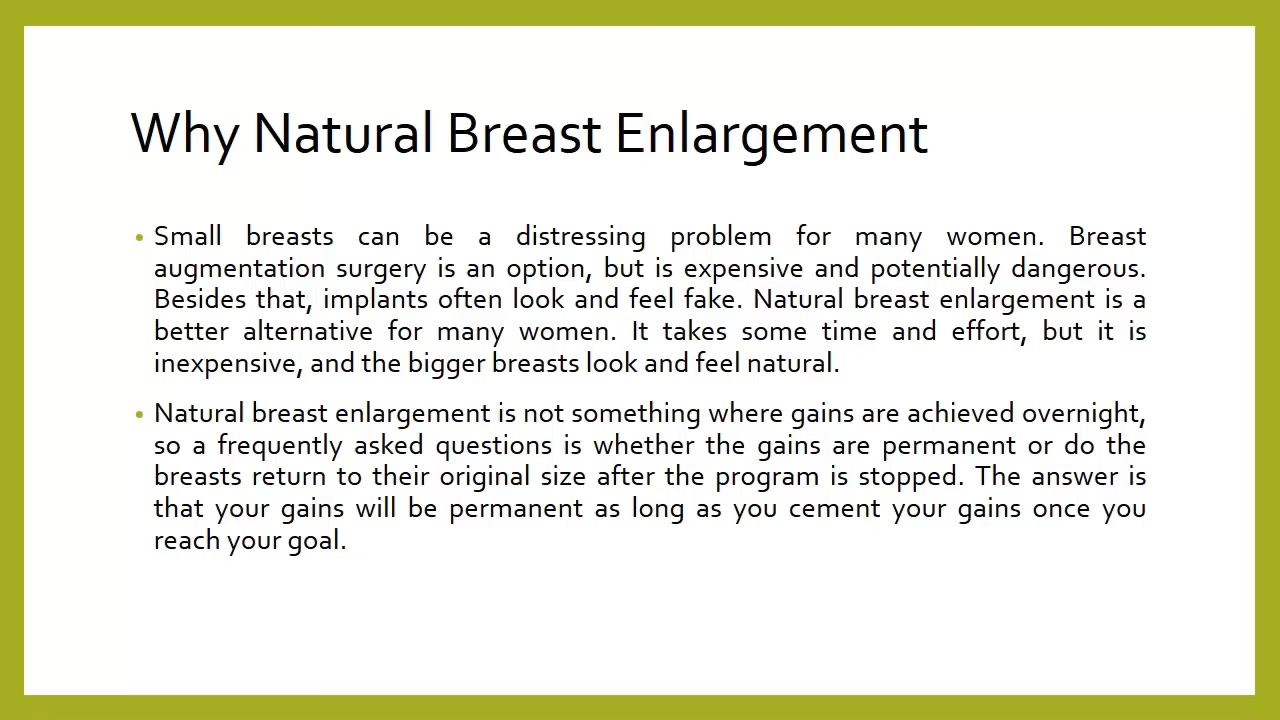 Why Natural Breast Enlargement
• Small breasts can be a distressing problem for many women. Breast
augmentation surgery is an option, but is expensive and potentially dangerous.
Besides that, implants often look and feel fake. Natural breast enlargement is a
better alternative for many women. It takes some time and effort, but it is
inexpensive, and the bigger breasts look and feel natural.
• Natural breast enlargement is not something where gains are achieved overnight,
so a frequently asked questions is whether the gains are permanent or do the
breasts return to their original size after the program is stopped. The answer is
that your gains will be permanent as long as you cement your gains once you
reach your goal.